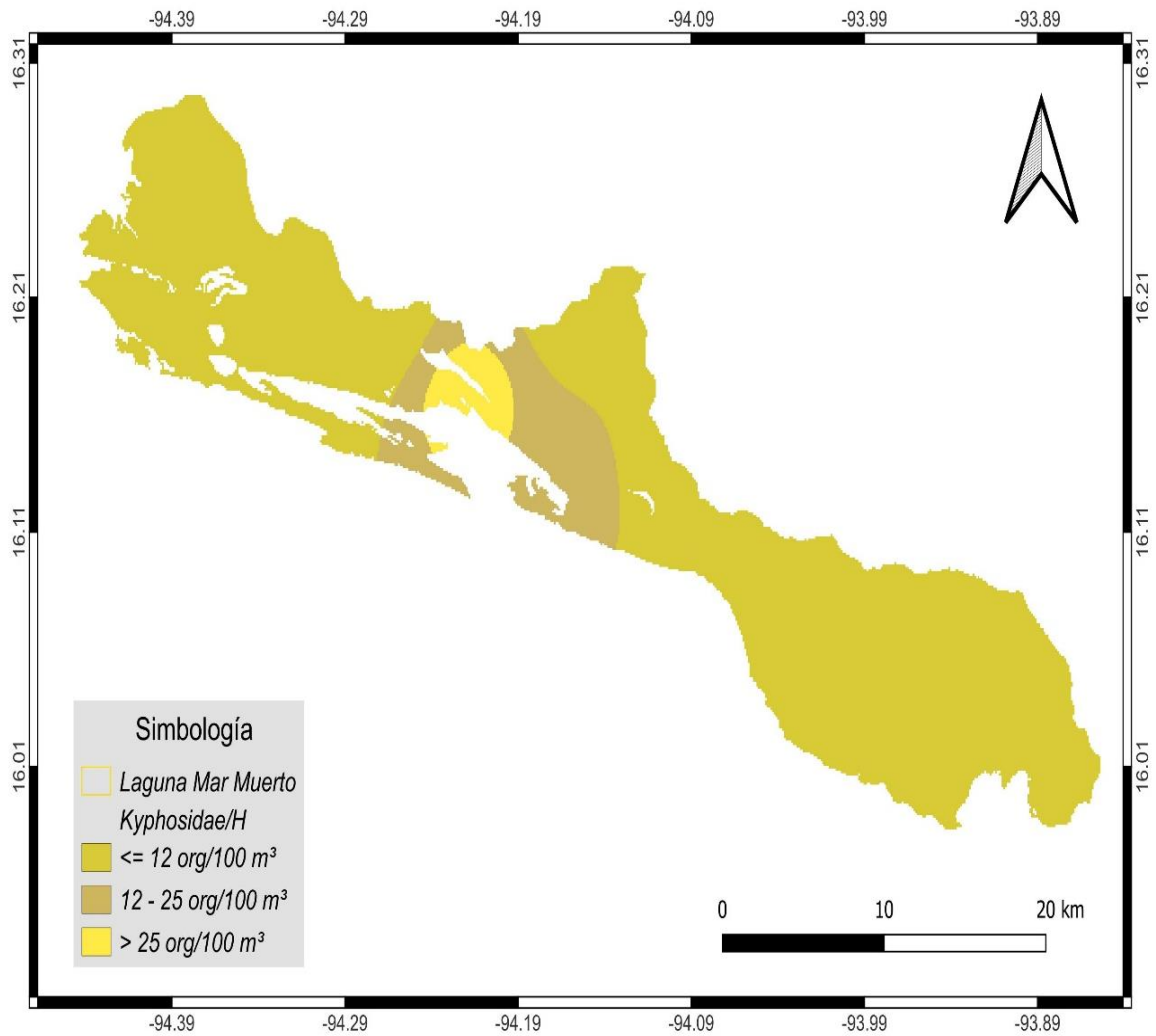 -94.39 -94.29 -94.19 -94.09 -93.99 -93.89
16.31 16.31
16.21 16.21
16.11 16.11
16.01 16.01
Simbología
Laguna Mar Muerto
Kyphosidae/H
<= 12 org/100 m³
12 - 25 org/100 m³
> 25 org/100 m³
0 10 20 km
-94.39 -94.29 -94.19 -94.09 -93.99 -93.89